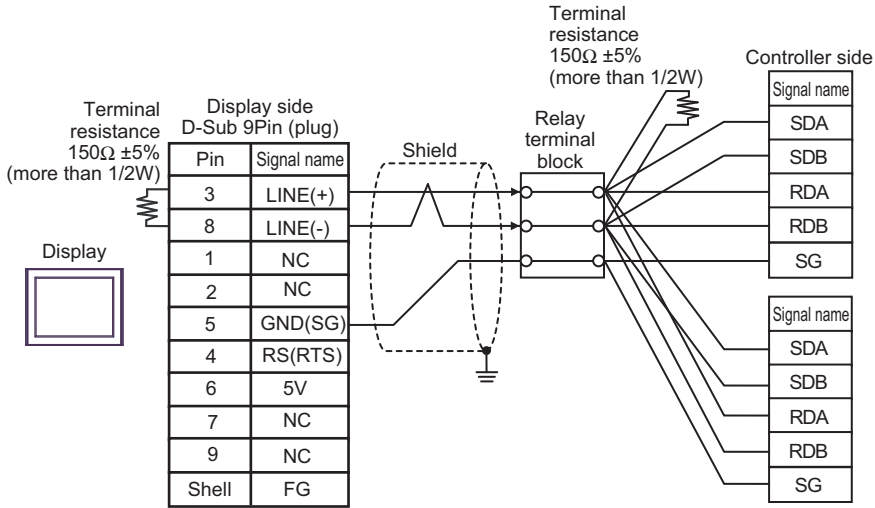 Terminal
resistance
150Ω ±5%
(more than 1/2W)
Controller side
Signal name
SDA
SDB
RDA
RDB
SG
Terminal
resistance
150Ω ±5%
(more than 1/2W)
Display side
D-Sub 9Pin (plug)
Shield
Relay
terminal
block
Pin Signal name
3 LINE(+)
8 LINE(-)
1 NC
2 NC
5 GND(SG)
4 RS(RTS)
6 5V
7 NC
9 NC
Shell FG
Display
Signal name
SDA
SDB
RDA
RDB
SG